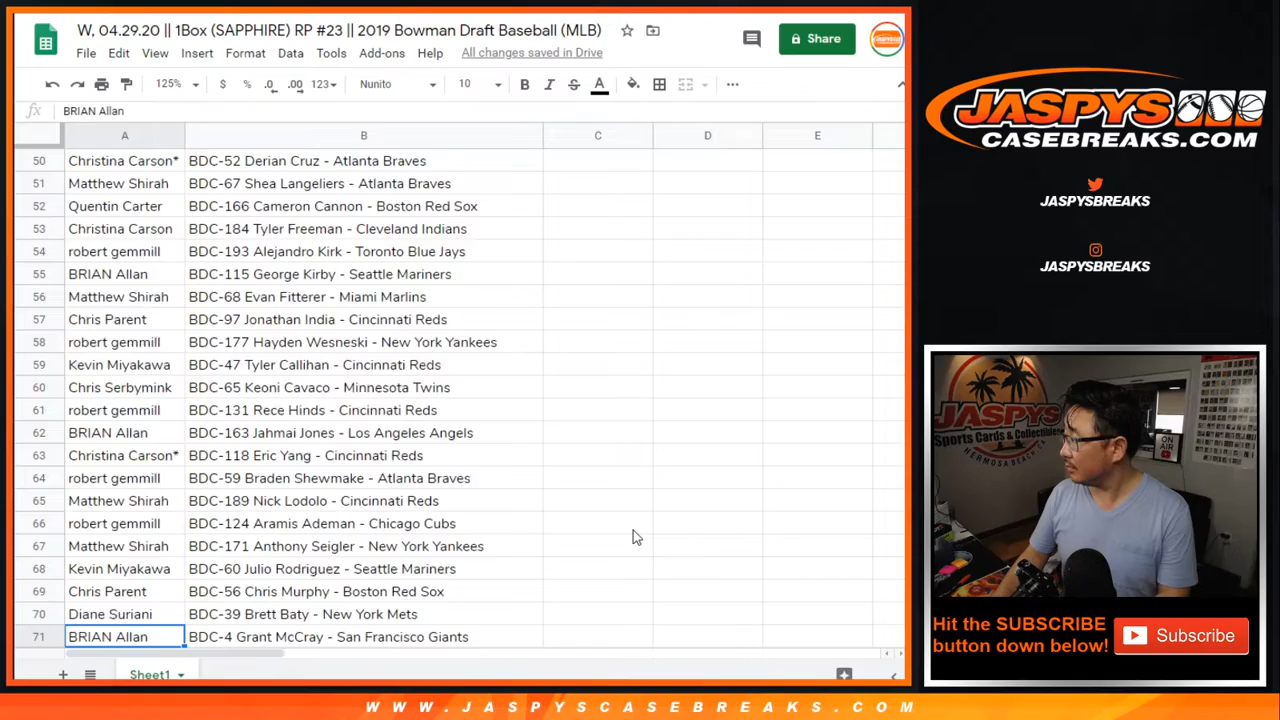 W, 04.29.20 || 1Box (SAPPHIRE) RP #23 || 2019 Bowman Draft Baseball (MLB)
File Edit View Insert Format Data Tools Add-ons Help All changes saved in Drive
Share
125% $ % .0 .00 123 Nunito 10 B I S A
fx BRIAN Allan
A B C D E
50 Christina Carson* BDC-52 Derian Cruz - Atlanta Braves
51 Matthew Shirah BDC-67 Shea Langeliers - Atlanta Braves
52 Quentin Carter BDC-166 Cameron Cannon - Boston Red Sox
53 Christina Carson BDC-184 Tyler Freeman - Cleveland Indians
54 robert gemmill BDC-193 Alejandro Kirk - Toronto Blue Jays
55 BRIAN Allan BDC-115 George Kirby - Seattle Mariners
56 Matthew Shirah BDC-68 Evan Fitterer - Miami Marlins
57 Chris Parent BDC-97 Jonathan India - Cincinnati Reds
58 robert gemmill BDC-177 Hayden Wesneski - New York Yankees
59 Kevin Miyakawa BDC-47 Tyler Callihan - Cincinnati Reds
60 Chris Serbymink BDC-65 Keoni Cavaco - Minnesota Twins
61 robert gemmill BDC-131 Rece Hinds - Cincinnati Reds
62 BRIAN Allan BDC-163 Jahmai Jones - Los Angeles Angels
63 Christina Carson* BDC-118 Eric Yang - Cincinnati Reds
64 robert gemmill BDC-59 Braden Shewmake - Atlanta Braves
65 Matthew Shirah BDC-189 Nick Lodolo - Cincinnati Reds
66 robert gemmill BDC-124 Aramis Ademan - Chicago Cubs
67 Matthew Shirah BDC-171 Anthony Seigler - New York Yankees
68 Kevin Miyakawa BDC-60 Julio Rodriguez - Seattle Mariners
69 Chris Parent BDC-56 Chris Murphy - Boston Red Sox
70 Diane Suriani BDC-39 Brett Baty - New York Mets
71 BRIAN Allan BDC-4 Grant McCray - San Francisco Giants
Sheet1
JASPYS
CASEBREAKS.COM
JASPYSBREAKS
JASPYSBREAKS
JASPYS
Sports Cards & Collectibles
HERMOSA BEACH
ON AIR
Hit the SUBSCRIBE
button down below!
Subscribe
WWW.JASPYSCASEBREAKS.COM